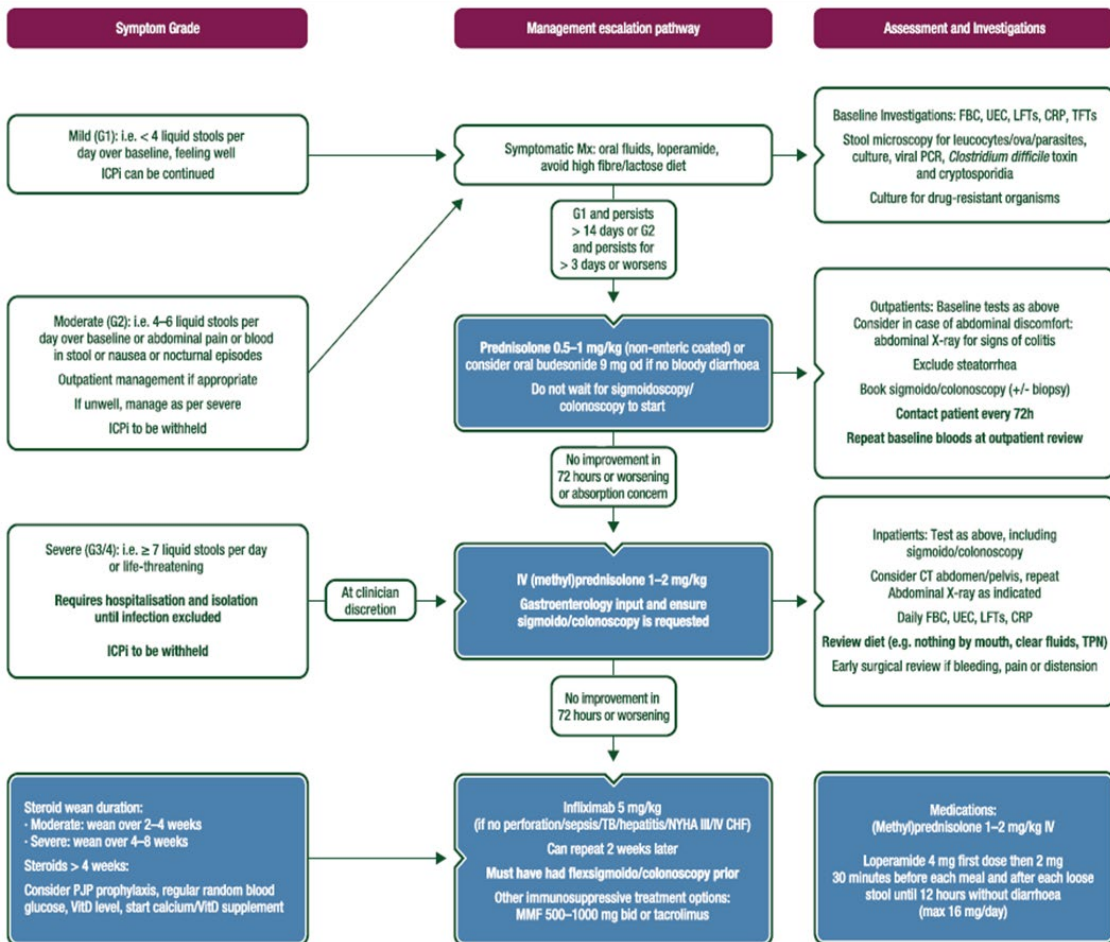 Symptom Grade
Management escalation pathway
Assessment and Investigations
Mild (G1): i.e. < 4 liquid stools per
day over baseline, feeling well
ICPi can be continued
Symptomatic Mx: oral fluids, loperamide,
avoid high fibre/lactose diet
Baseline Investigations: FBC, UEC, LFTs, CRP, TFTs
Stool microscopy for leucocytes/ova/parasites,
culture, viral PCR, Clostridium difficile toxin
and cryptosporidia
Culture for drug-resistant organisms
G1 and persists
> 14 days or G2
and persists for
> 3 days or worsens
Moderate (G2): i.e. 4–6 liquid stools per
day over baseline or abdominal pain or blood
in stool or nausea or nocturnal episodes
Outpatient management if appropriate
If unwell, manage as per severe
ICPi to be withheld
Prednisolone 0.5–1 mg/kg (non-enteric coated) or
consider oral budesonide 9 mg od if no bloody diarrhoea
Do not wait for sigmoidoscopy/
colonoscopy to start
Outpatients: Baseline tests as above
Consider in case of abdominal discomfort:
abdominal X-ray for signs of colitis
Exclude steatorrhea
Book sigmoido/colonoscopy (+/- biopsy)
Contact patient every 72h
Repeat baseline bloods at outpatient review
No improvement in
72 hours or worsening
or absorption concern
Severe (G3/4): i.e. ≥ 7 liquid stools per day
or life-threatening
Requires hospitalisation and isolation
until infection excluded
ICPi to be withheld
At clinician
discretion
IV (methyl)prednisolone 1–2 mg/kg
Gastroenterology input and ensure
sigmoido/colonoscopy is requested
Inpatients: Test as above, including
sigmoido/colonoscopy
Consider CT abdomen/pelvis, repeat
Abdominal X-ray as indicated
Daily FBC, UEC, LFTs, CRP
Review diet (e.g. nothing by mouth, clear fluids, TPN)
Early surgical review if bleeding, pain or distension
No improvement in
72 hours or worsening
Steroid wean duration:
· Moderate: wean over 2–4 weeks
· Severe: wean over 4–8 weeks
Steroids > 4 weeks:
Consider PJP prophylaxis, regular random blood
glucose, VitD level, start calcium/VitD supplement
Infliximab 5 mg/kg
(if no perforation/sepsis/TB/hepatitis/NYHA III/IV CHF)
Can repeat 2 weeks later
Must have had flexsigmoido/colonoscopy prior
Other immunosuppressive treatment options:
MMF 500–1000 mg bid or tacrolimus
Medications:
(Methyl)prednisolone 1–2 mg/kg IV
Loperamide 4 mg first dose then 2 mg
30 minutes before each meal and after each loose
stool until 12 hours without diarrhoea
(max 16 mg/day)